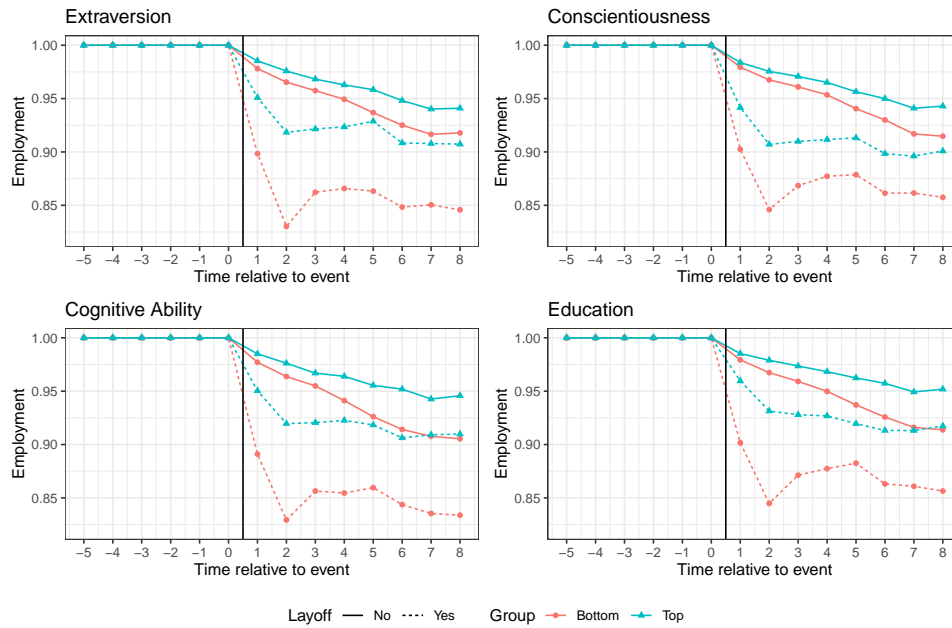 Extraversion
Conscientiousness
Employment
1.00
0.95
0.90
0.85
−5 −4 −3 −2 −1 0 1 2 3 4 5 6 7 8
Time relative to event
Employment
1.00
0.95
0.90
0.85
−5 −4 −3 −2 −1 0 1 2 3 4 5 6 7 8
Time relative to event
Cognitive Ability
Education
Employment
1.00
0.95
0.90
0.85
−5 −4 −3 −2 −1 0 1 2 3 4 5 6 7 8
Time relative to event
Employment
1.00
0.95
0.90
0.85
−5 −4 −3 −2 −1 0 1 2 3 4 5 6 7 8
Time relative to event
Layoff No Yes Group Bottom Top